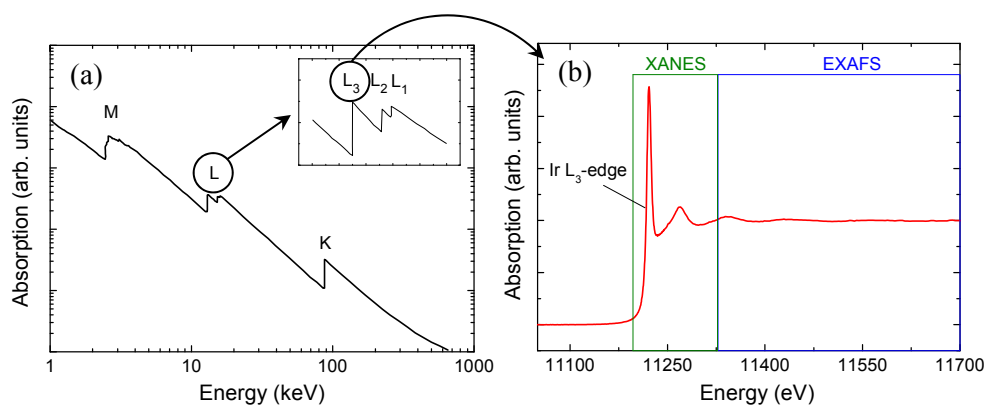 (a)
M
L
K
L₃ L₂ L₁
Absorption (arb. units)
1 10 100 1000
Energy (keV)
(b)
XANES EXAFS
Ir L₃-edge
Absorption (arb. units)
11100 11250 11400 11550 11700
Energy (eV)